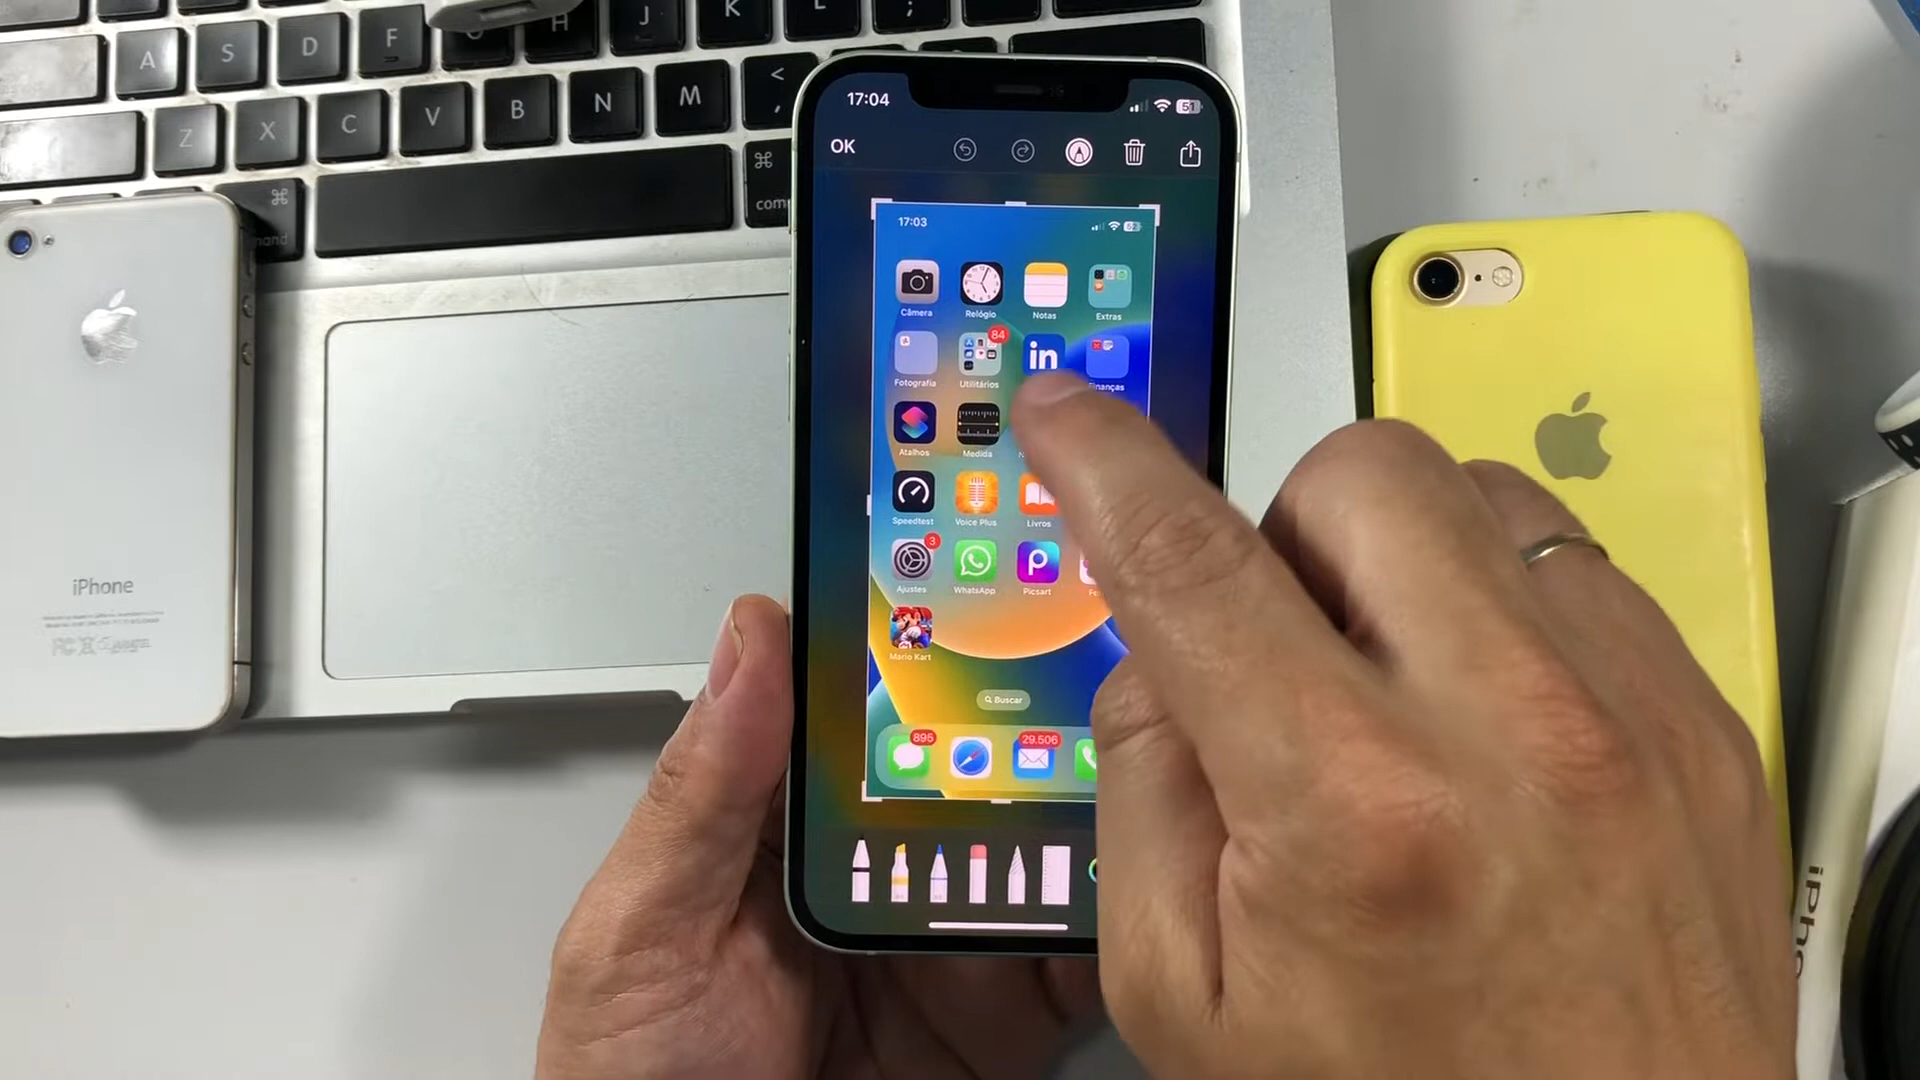 J K L ;
A S D F H
Z X C V B N M < ,
⌘ ⌘
com
17:04 51
OK
17:03 52
Câmera Relógio Notas Extras
84
in
Fotografia Utilitários Finanças
Atalhos Medida
Speedtest Voice Plus Livros
3
Ajustes WhatsApp Picsart
Mario Kart
Buscar
895 29.506
iPhone